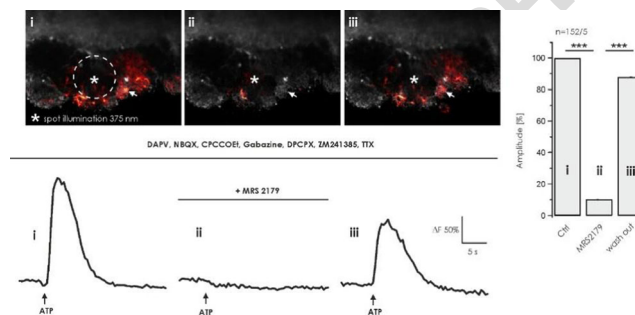 i
ii
iii
* spot illumination 375 nm
n=152/5
*** ***
Amplitude [%]
100
80
60
40
20
0
i ii iii
Ctrl
MRS2179
wash out
DAPV, NBQX, CPCCOEt, Gabazine, DPCPX, ZM241385, TTX
+ MRS 2179
i
ii
iii
ΔF 50%
5 s
ATP
ATP
ATP